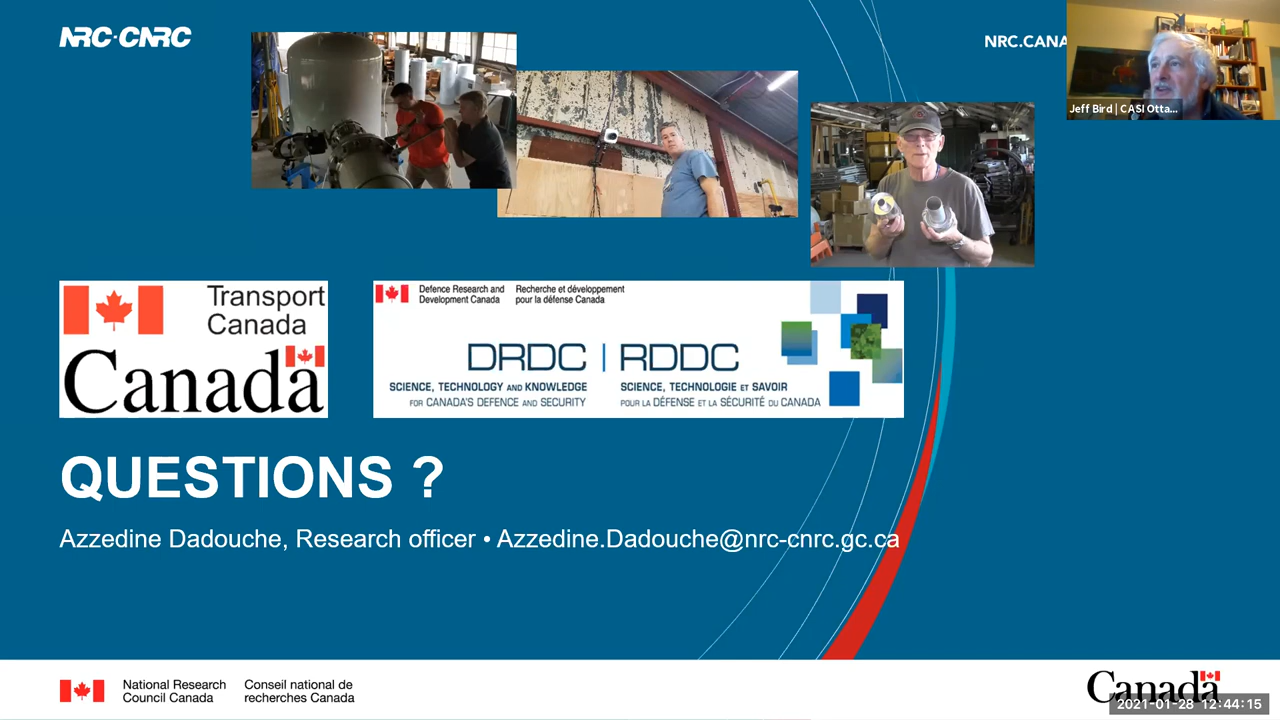 NRC·CNRC
NRC.CANA
Jeff Bird | CASI Otta...
Transport
Canada
Canada
Defence Research and
Development Canada
Recherche et développement
pour la défense Canada
DRDC | RDDC
SCIENCE, TECHNOLOGY AND KNOWLEDGE
FOR CANADA'S DEFENCE AND SECURITY
SCIENCE, TECHNOLOGIE ET SAVOIR
POUR LA DÉFENSE ET LA SÉCURITÉ DU CANADA
QUESTIONS ?
Azzedine Dadouche, Research officer • Azzedine.Dadouche@nrc-cnrc.gc.ca
National Research
Council Canada
Conseil national de
recherches Canada
Canada
2021-01-28 12:44:15